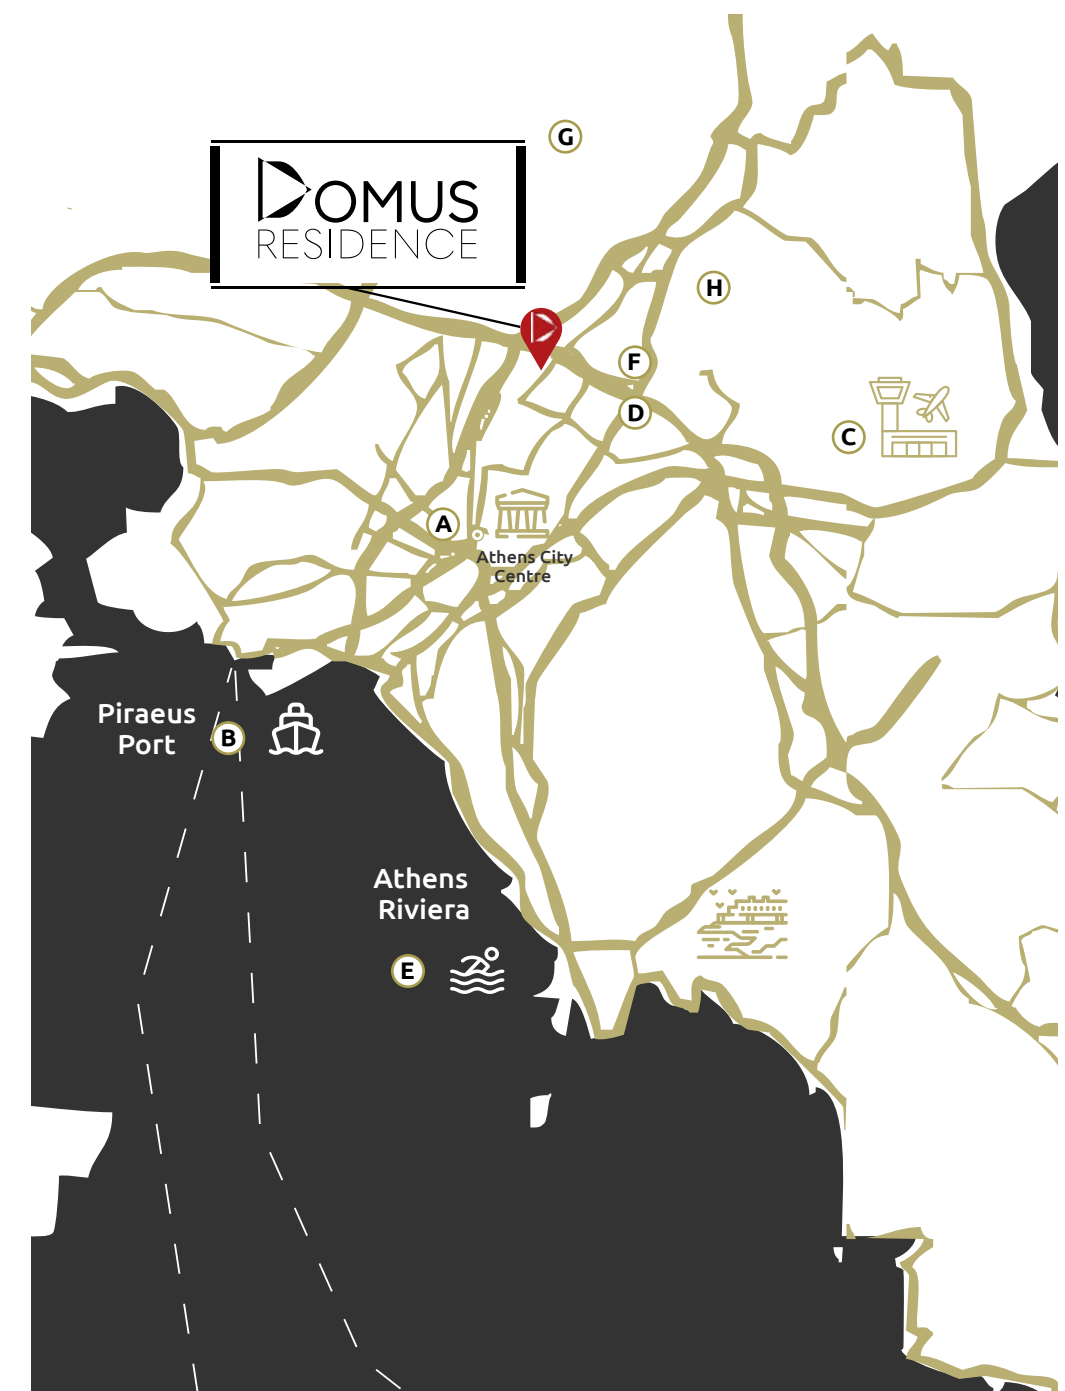 G
DOMUS
RESIDENCE
H
F
D
C
A
Athens City
Centre
Piraeus
Port
B
Athens
Riviera
E